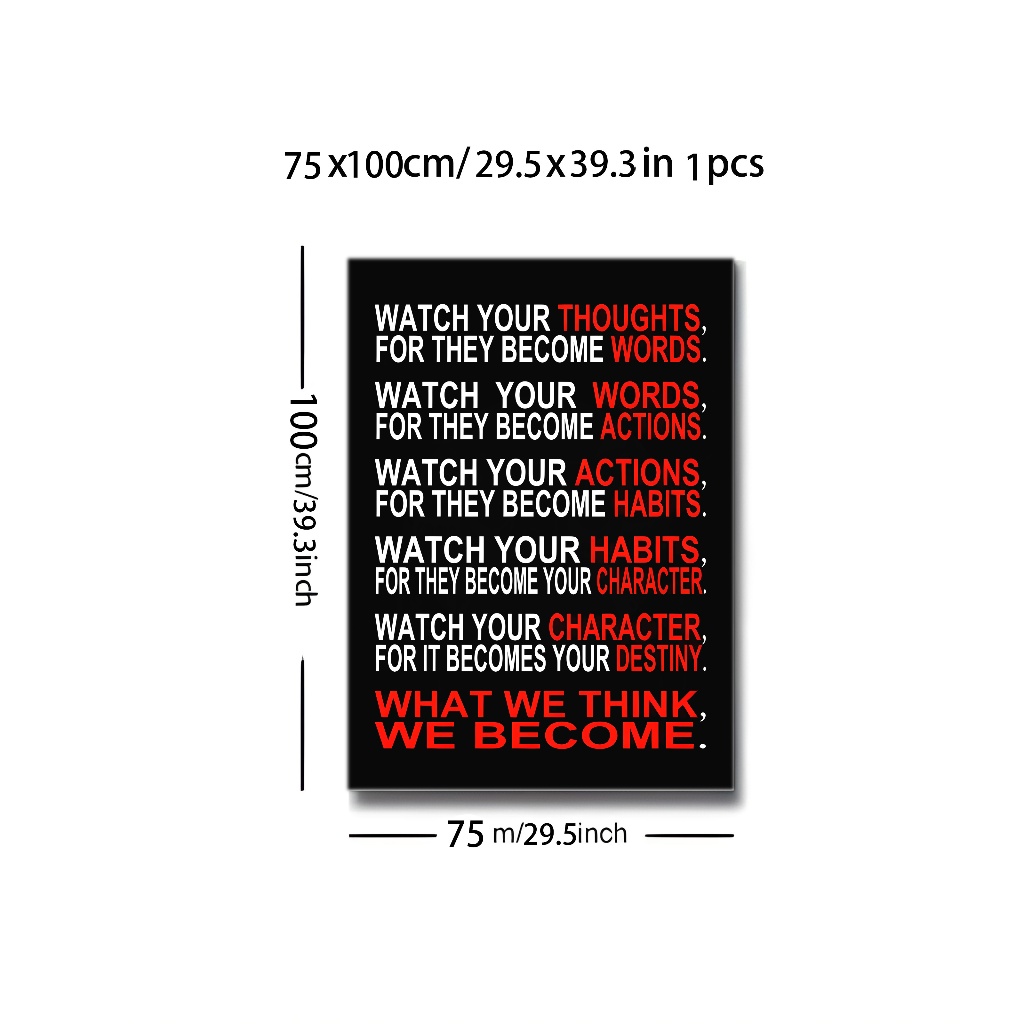 75x100cm/ 29.5x39.3in 1pcs
100cm/39.3inch
WATCH YOUR THOUGHTS,
FOR THEY BECOME WORDS.
WATCH YOUR WORDS,
FOR THEY BECOME ACTIONS.
WATCH YOUR ACTIONS,
FOR THEY BECOME HABITS.
WATCH YOUR HABITS,
FOR THEY BECOME YOUR CHARACTER.
WATCH YOUR CHARACTER,
FOR IT BECOMES YOUR DESTINY.
WHAT WE THINK,
WE BECOME.
75 m/29.5inch